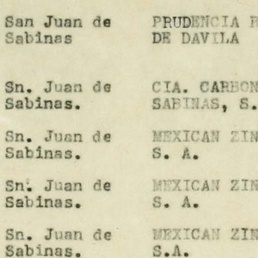 San Juan de PRUDENCIA
Sabinas DE DAVILA
Sn. Juan de CIA. CARBON
Sabinas. SABINAS, S.
Sn. Juan de MEXICAN ZIN
Sabinas. S. A.
Sn. Juan de MEXICAN ZIN
Sabinas. S. A.
Sn. Juan de MEXICAN ZIN
Sabinas. S.A.